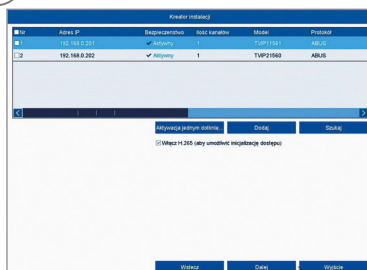 Kreator instalacji
Nr Adres IP Bezpieczeństwo Ilość kanałów Model Protokół
1 192.168.0.201 Aktywny 1 TVIP11561 ABUS
2 192.168.0.202 Aktywny 1 TVIP21560 ABUS
Aktywacja jednym dotknię... Dodaj Szukaj
Włącz H.265 (aby umożliwić inicjalizację dostępu)
Wstecz Dalej Wyjście